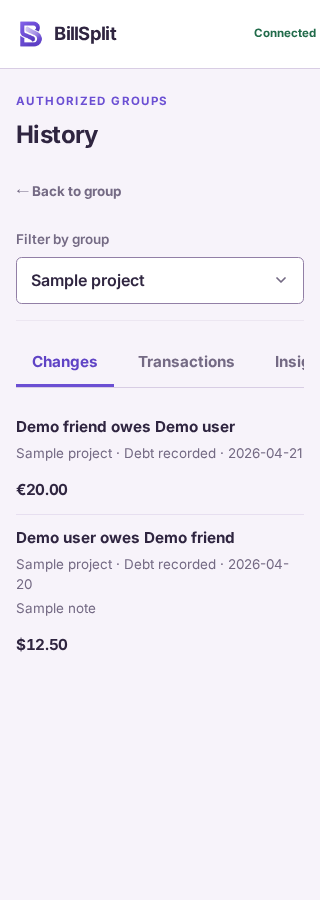 BillSplit
Connected
AUTHORIZED GROUPS
History
← Back to group
Filter by group
Sample project
Changes Transactions Insig
Demo friend owes Demo user
Sample project · Debt recorded · 2026-04-21
€20.00
Demo user owes Demo friend
Sample project · Debt recorded · 2026-04-
20
Sample note
$12.50